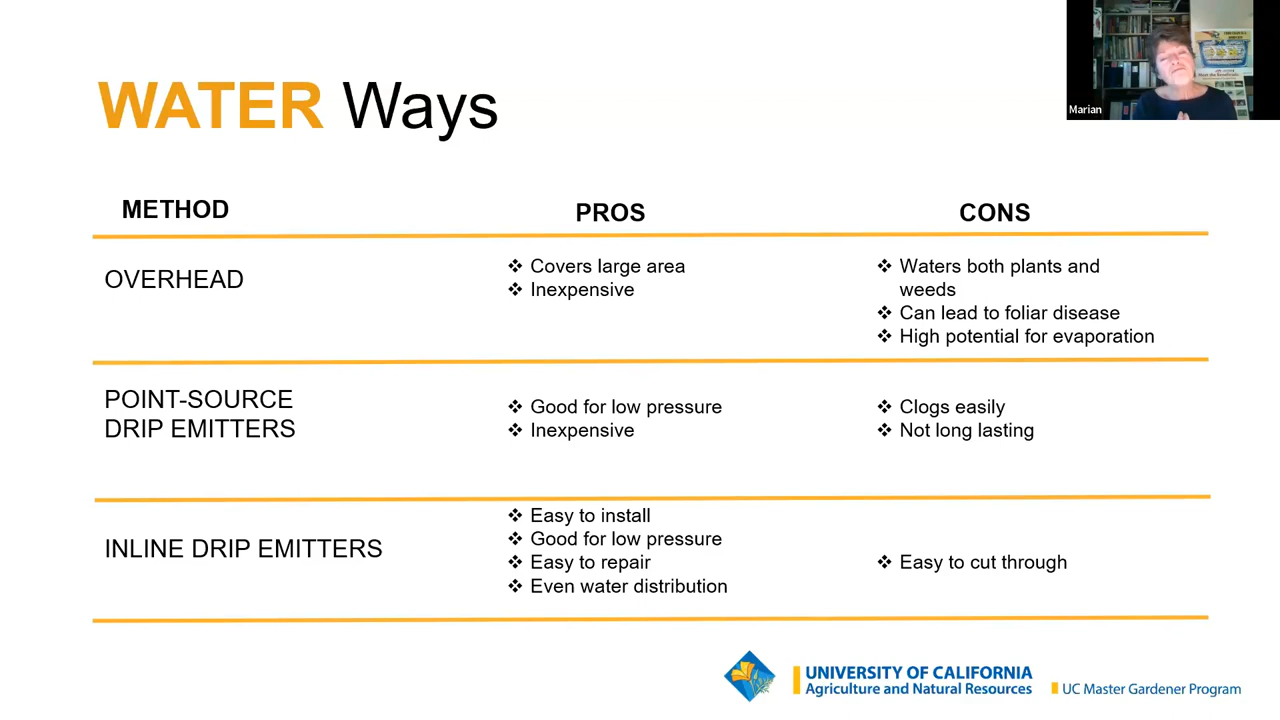 WATER Ways
Marian
METHOD PROS CONS
OVERHEAD
❖ Covers large area
❖ Inexpensive
❖ Waters both plants and
weeds
❖ Can lead to foliar disease
❖ High potential for evaporation
POINT-SOURCE
DRIP EMITTERS
❖ Good for low pressure
❖ Inexpensive
❖ Clogs easily
❖ Not long lasting
INLINE DRIP EMITTERS
❖ Easy to install
❖ Good for low pressure
❖ Easy to repair
❖ Even water distribution
❖ Easy to cut through
UNIVERSITY OF CALIFORNIA
Agriculture and Natural Resources
UC Master Gardener Program